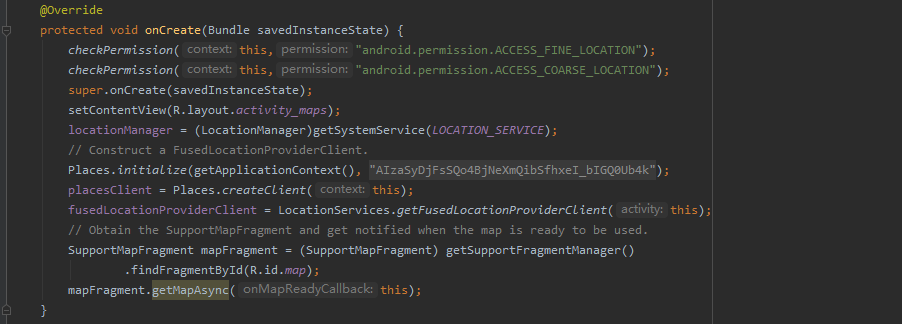 @Override
protected void onCreate(Bundle savedInstanceState) {
checkPermission( context: this, permission: "android.permission.ACCESS_FINE_LOCATION");
checkPermission( context: this, permission: "android.permission.ACCESS_COARSE_LOCATION");
super.onCreate(savedInstanceState);
setContentView(R.layout.activity_maps);
locationManager = (LocationManager)getSystemService(LOCATION_SERVICE);
// Construct a FusedLocationProviderClient.
Places.initialize(getApplicationContext(), "AIzaSyDjFsSQo4BjNeXmQibSfhxeI_bIGQ0Ub4k");
placesClient = Places.createClient( context: this);
fusedLocationProviderClient = LocationServices.getFusedLocationProviderClient( activity: this);
// Obtain the SupportMapFragment and get notified when the map is ready to be used.
SupportMapFragment mapFragment = (SupportMapFragment) getSupportFragmentManager()
.findFragmentById(R.id.map);
mapFragment.getMapAsync( onMapReadyCallback: this);
}